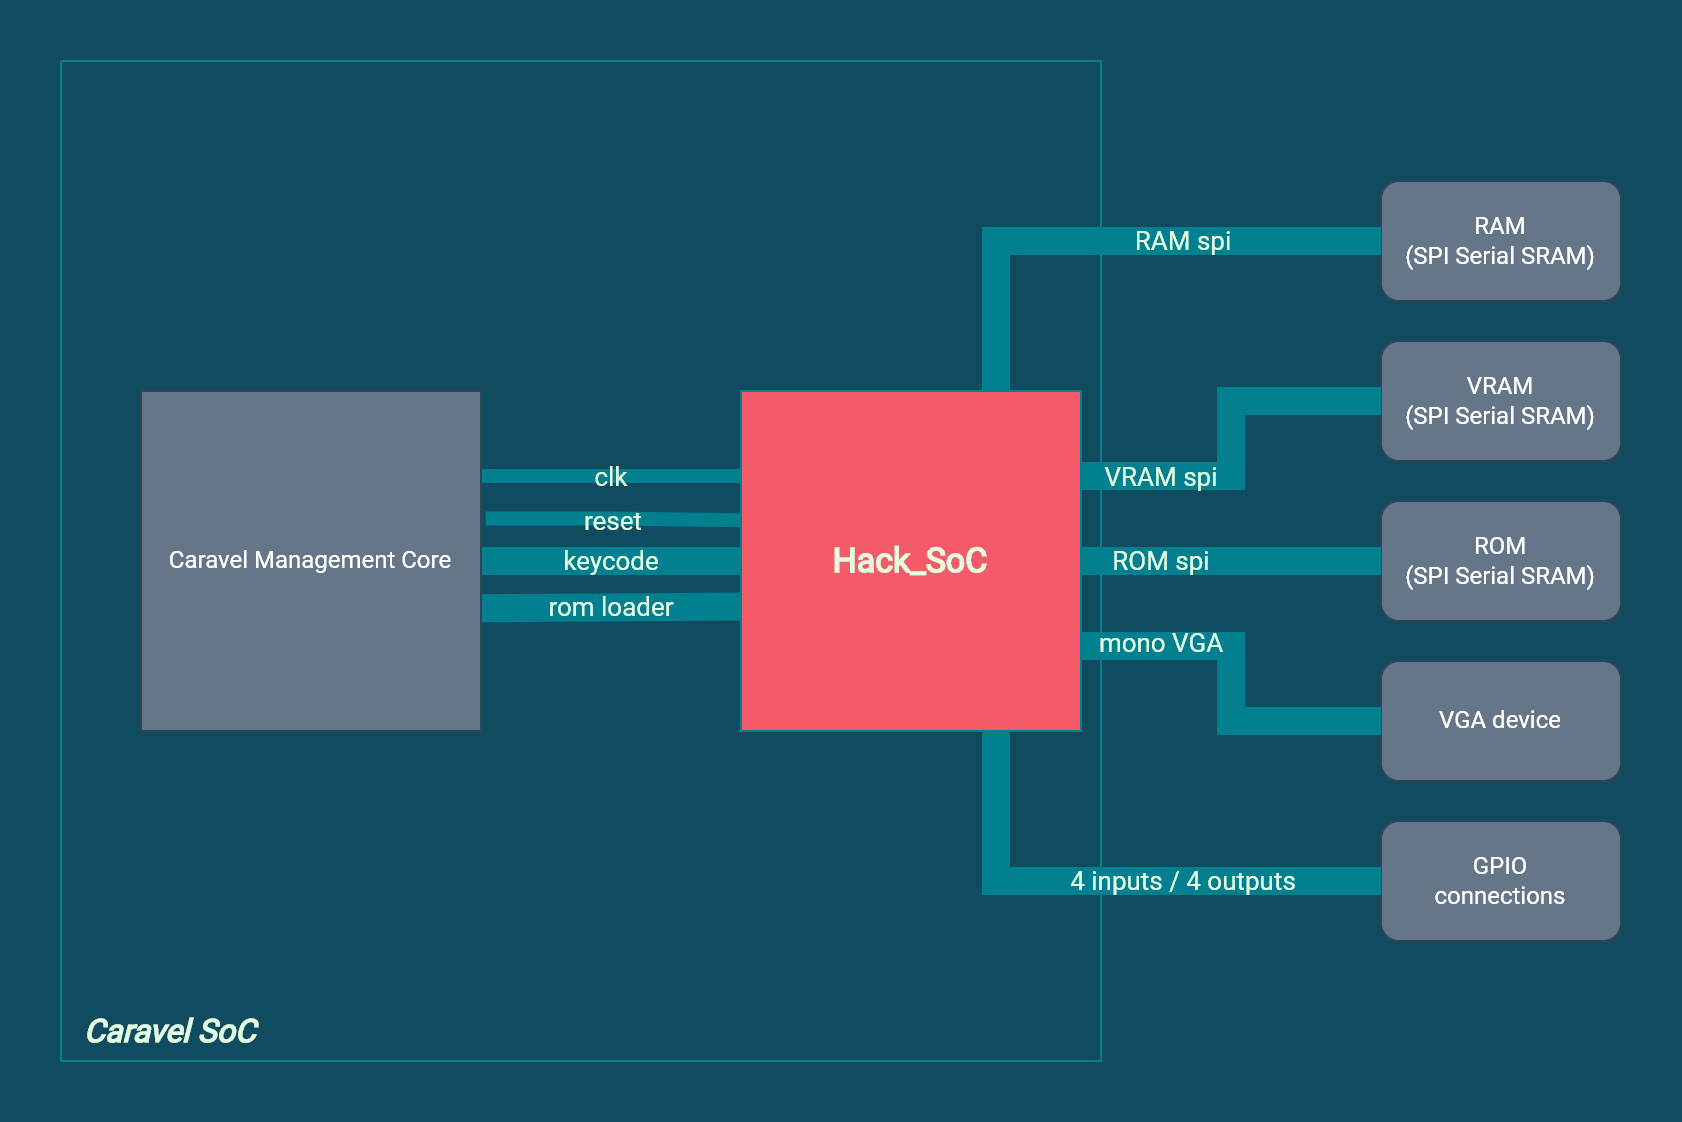 RAM
(SPI Serial SRAM)
RAM spi
VRAM
(SPI Serial SRAM)
clk
VRAM spi
reset
Caravel Management Core
keycode
Hack_SoC
ROM spi
ROM
(SPI Serial SRAM)
rom loader
mono VGA
VGA device
4 inputs / 4 outputs
GPIO
connections
Caravel SoC